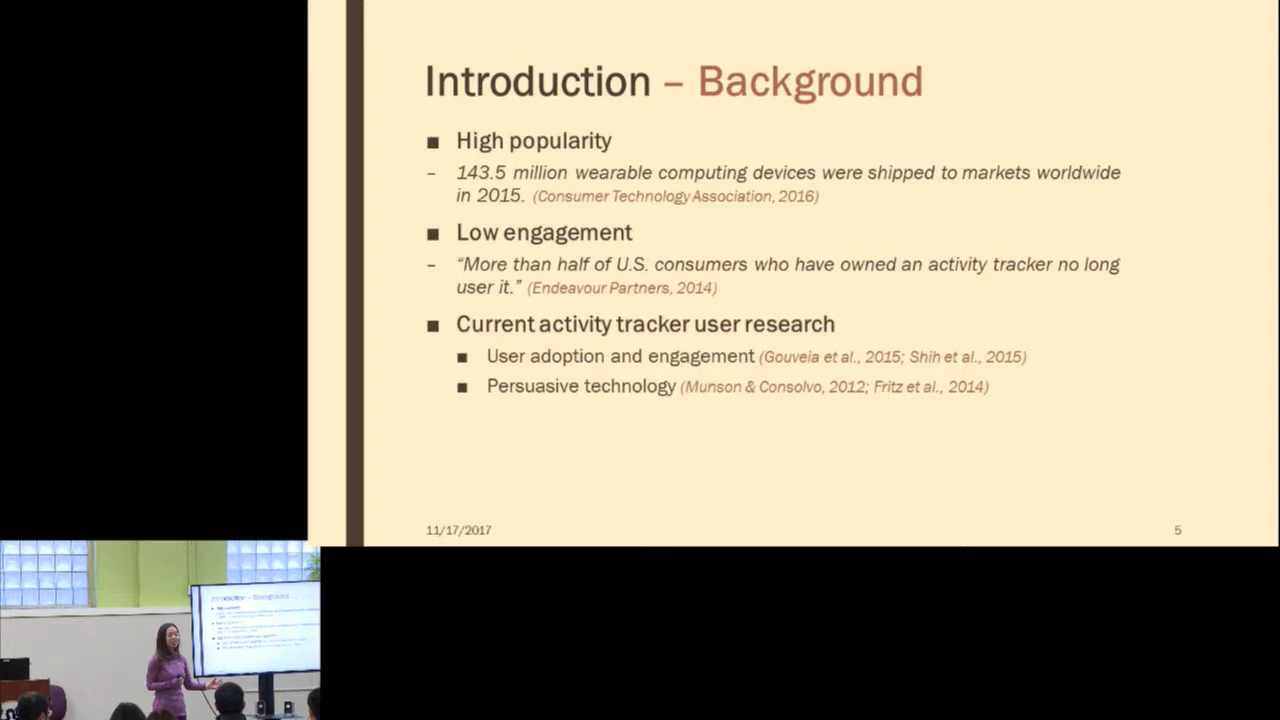 Introduction – Background
■ High popularity
– 143.5 million wearable computing devices were shipped to markets worldwide
in 2015. (Consumer Technology Association, 2016)
■ Low engagement
– “More than half of U.S. consumers who have owned an activity tracker no long
user it.” (Endeavour Partners, 2014)
■ Current activity tracker user research
■ User adoption and engagement (Gouveia et al., 2015; Shih et al., 2015)
■ Persuasive technology (Munson & Consolvo, 2012; Fritz et al., 2014)
11/17/2017
5